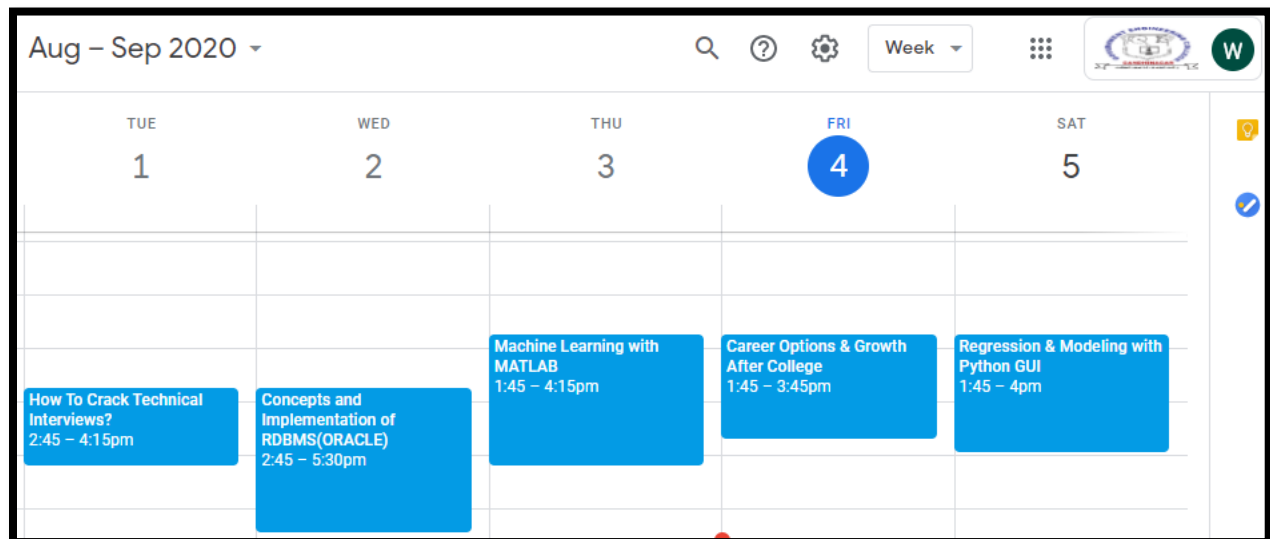 Aug – Sep 2020
Week
W
TUE
WED
THU
FRI
SAT
1
2
3
4
5
How To Crack Technical
Interviews?
2:45 – 4:15pm
Concepts and
Implementation of
RDBMS(ORACLE)
2:45 – 5:30pm
Machine Learning with
MATLAB
1:45 – 4:15pm
Career Options & Growth
After College
1:45 – 3:45pm
Regression & Modeling with
Python GUI
1:45 – 4pm